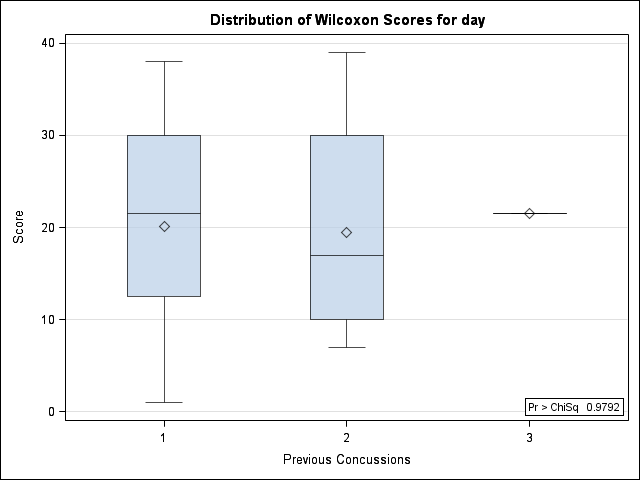 Distribution of Wilcoxon Scores for day
40
30
20
10
0
Score
1 2 3
Previous Concussions
Pr > ChiSq 0.9792